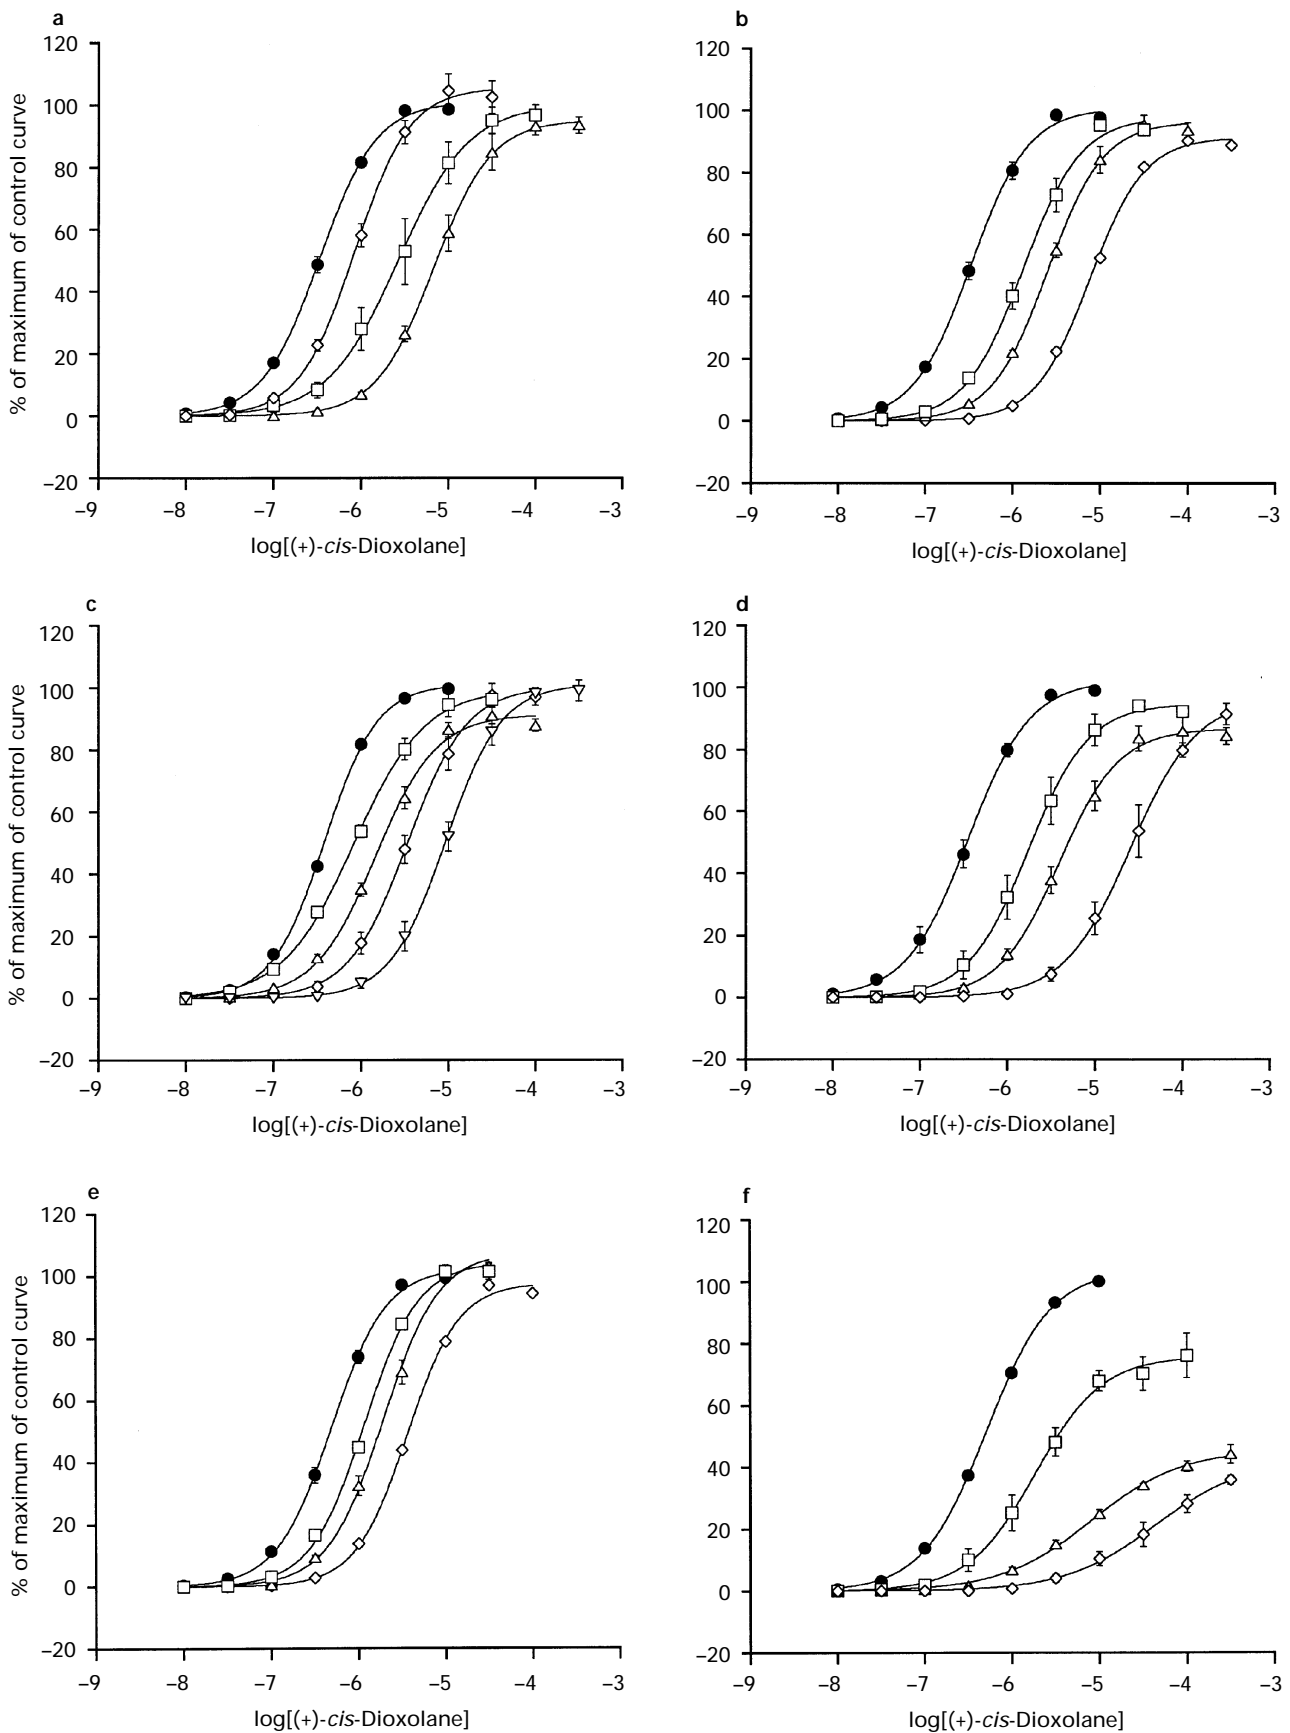 a
120
100
80
60
40
20
0
–20
% of maximum of control curve
–9 –8 –7 –6 –5 –4 –3
log[(+)-cis-Dioxolane]
b
120
100
80
60
40
20
0
–20
–9 –8 –7 –6 –5 –4 –3
log[(+)-cis-Dioxolane]
c
120
100
80
60
40
20
0
–20
% of maximum of control curve
–9 –8 –7 –6 –5 –4 –3
log[(+)-cis-Dioxolane]
d
120
100
80
60
40
20
0
–20
–9 –8 –7 –6 –5 –4 –3
log[(+)-cis-Dioxolane]
e
120
100
80
60
40
20
0
–20
% of maximum of control curve
–9 –8 –7 –6 –5 –4 –3
log[(+)-cis-Dioxolane]
f
120
100
80
60
40
20
0
–20
–9 –8 –7 –6 –5 –4 –3
log[(+)-cis-Dioxolane]